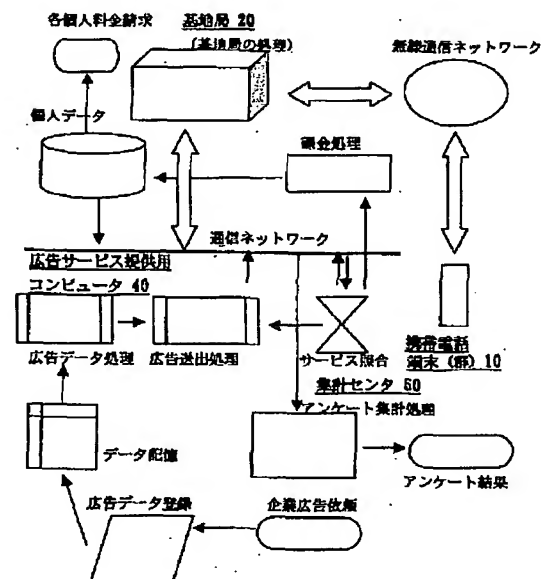 各個人料金請求
基地局 20
(基地局の処理)
無線通信ネットワーク
個人データ
課金処理
通信ネットワーク
広告サービス提供用
コンピュータ 40
広告データ処理
広告送出処理
サービス照合
携帯電話
端末（群）10
集計センタ 60
アンケート集計処理
データ記憶
アンケート結果
広告データ登録
企業広告依頼